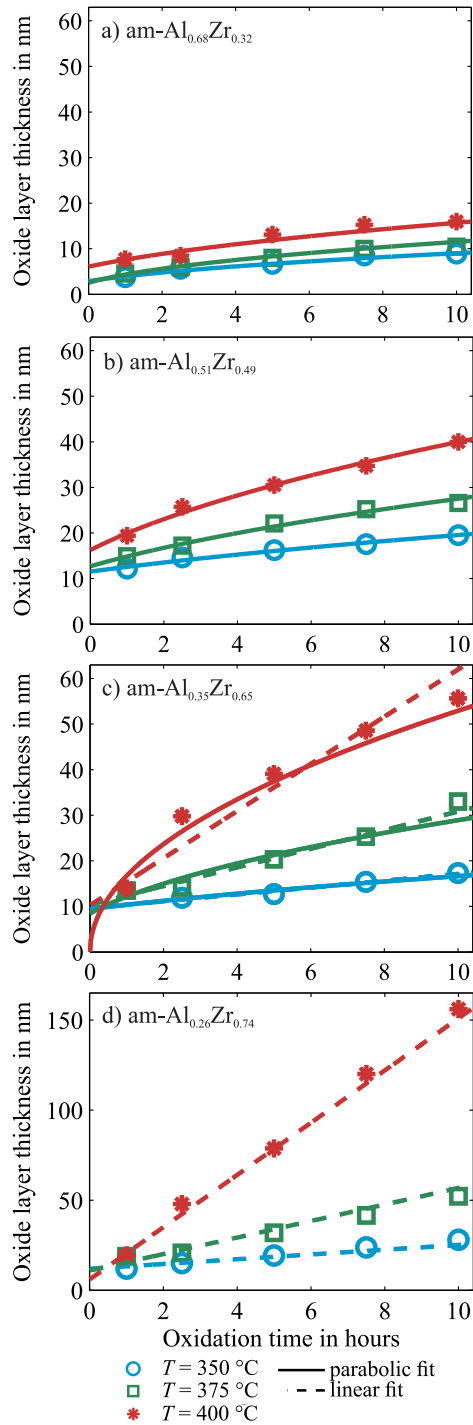 a) am-Al0.68Zr0.32
Oxide layer thickness in nm
60
50
40
30
20
10
0
0 2 4 6 8 10
b) am-Al0.51Zr0.49
Oxide layer thickness in nm
60
50
40
30
20
10
0
0 2 4 6 8 10
c) am-Al0.35Zr0.65
Oxide layer thickness in nm
60
50
40
30
20
10
0
0 2 4 6 8 10
d) am-Al0.26Zr0.74
Oxide layer thickness in nm
150
100
50
0
0 2 4 6 8 10
Oxidation time in hours
T = 350 °C parabolic fit
T = 375 °C linear fit
T = 400 °C